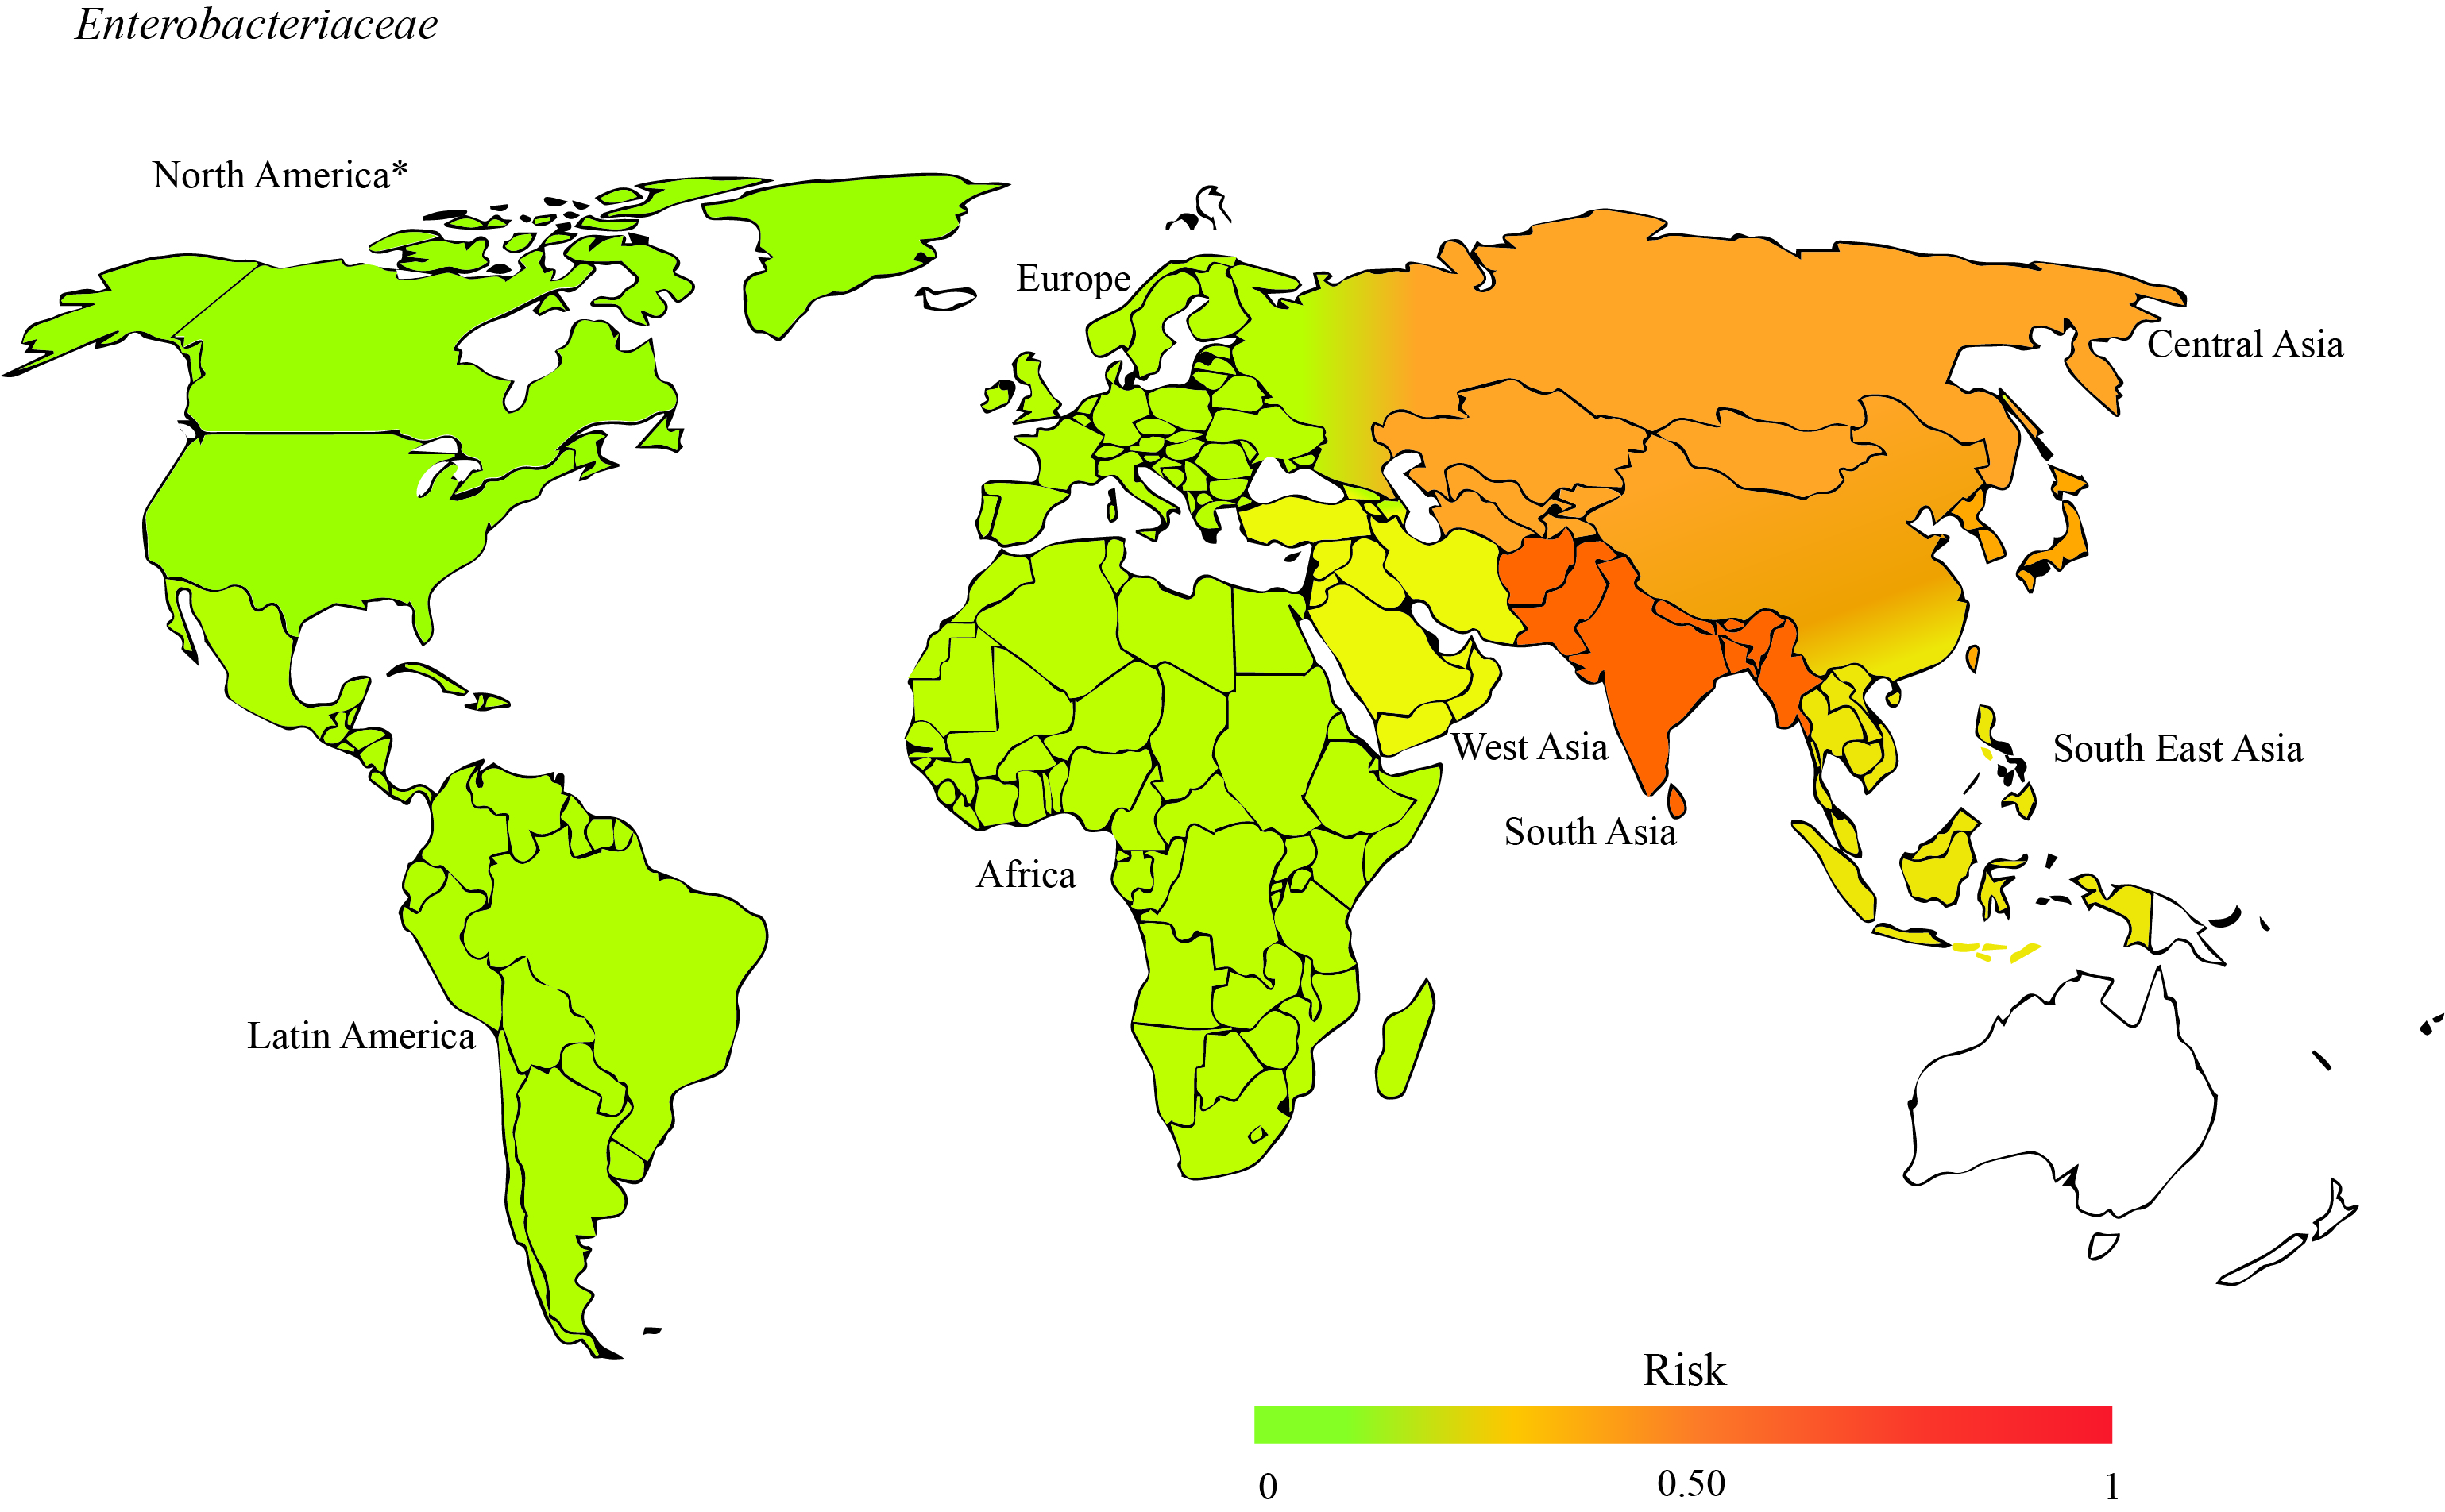 Enterobacteriaceae
North America*
Europe
Central Asia
West Asia
South East Asia
South Asia
Africa
Latin America
Risk
0 0.50 1